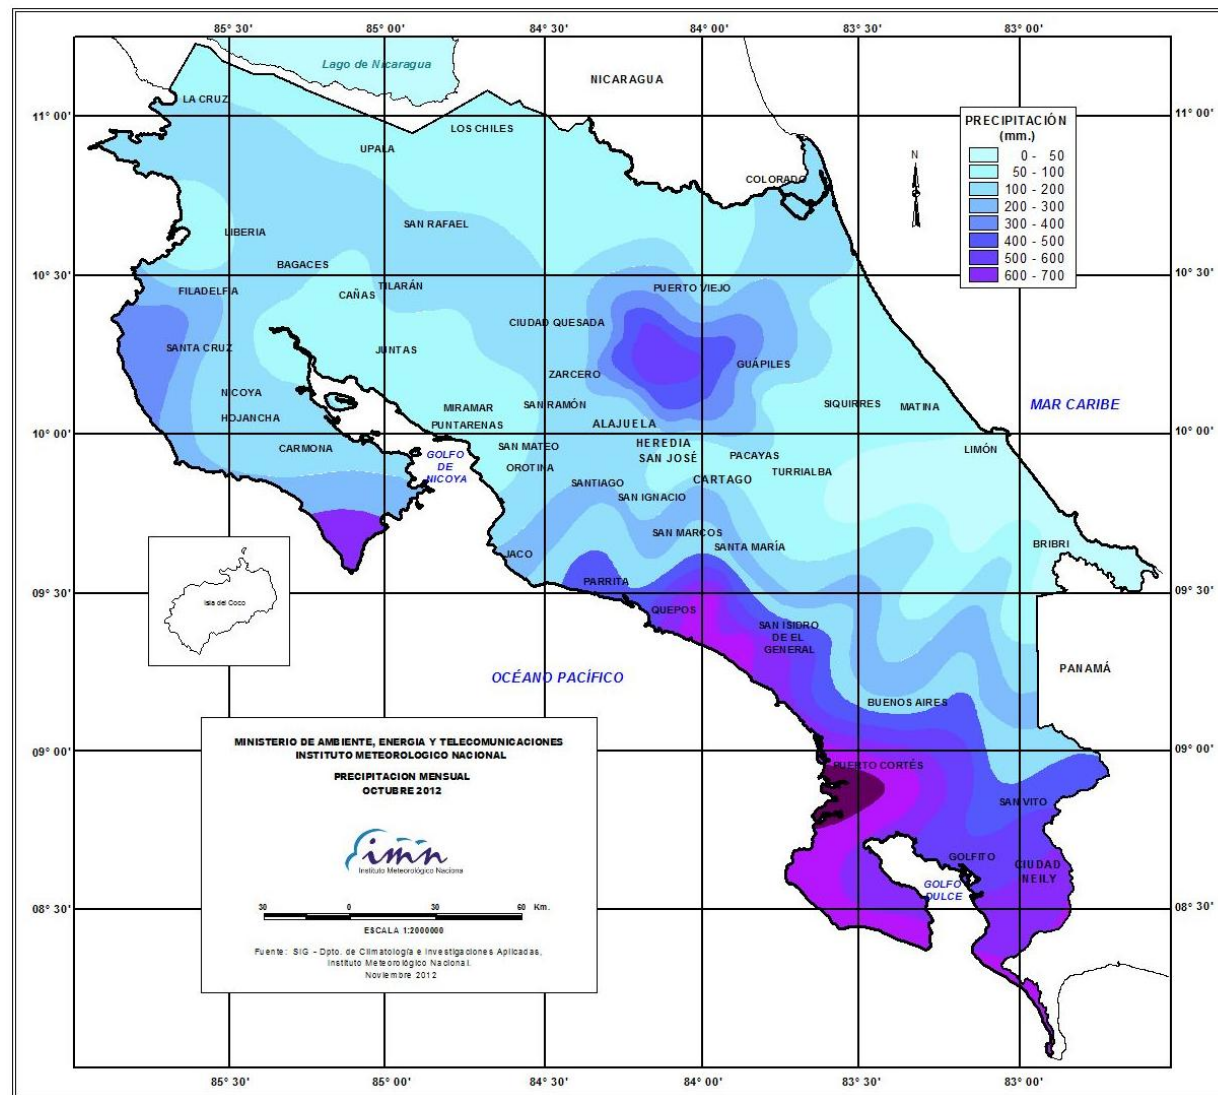 85° 30'
85° 00'
84° 30'
84° 00'
83° 30'
83° 00'
Lago de Nicaragua
NICARAGUA
LA CRUZ
11° 00'
11° 00'
LOS CHILES
UPALA
PRECIPITACIÓN
(mm.)
0 - 50
50 - 100
100 - 200
200 - 300
300 - 400
400 - 500
500 - 600
600 - 700
N
COLORADO
SAN RAFAEL
LIBERIA
BAGACES
10° 30'
10° 30'
FILADELFIA
CAÑAS
TILARÁN
PUERTO VIEJO
CIUDAD QUESADA
SANTA CRUZ
JUNTAS
GUÁPILES
ZARCERO
NICOYA
HOJANCHA
MIRAMAR
SAN RAMÓN
SIQUIRRES
MATINA
MAR CARIBE
PUNTARENAS
ALAJUELA
10° 00'
10° 00'
CARMONA
GOLFO
DE
NICOYA
SAN MATEO
HEREDIA
SAN JOSÉ
PACAYAS
LIMÓN
OROTINA
TURRIALBA
SANTIAGO
CARTAGO
SAN IGNACIO
SAN MARCOS
SANTA MARÍA
BRIBRI
JACO
PARRITA
09° 30'
09° 30'
Isla del Coco
QUEPOS
SAN ISIDRO
DE EL
GENERAL
OCÉANO PACÍFICO
PANAMÁ
BUENOS AIRES
09° 00'
09° 00'
MINISTERIO DE AMBIENTE, ENERGIA Y TELECOMUNICACIONES
INSTITUTO METEOROLOGICO NACIONAL
PRECIPITACION MENSUAL
OCTUBRE 2012
imn
Instituto Meteorológico Naciona
30 0 30 60 Km.
ESCALA 1:2000000
Fuente: SIG - Dpto. de Climatología e Investigaciones Aplicadas,
Instituto Meteorológico Nacional.
Noviembre 2012
PUERTO CORTÉS
SAN VITO
GOLFITO
CIUDAD
NEILY
GOLFO
DULCE
08° 30'
08° 30'
85° 30'
85° 00'
84° 30'
84° 00'
83° 30'
83° 00'